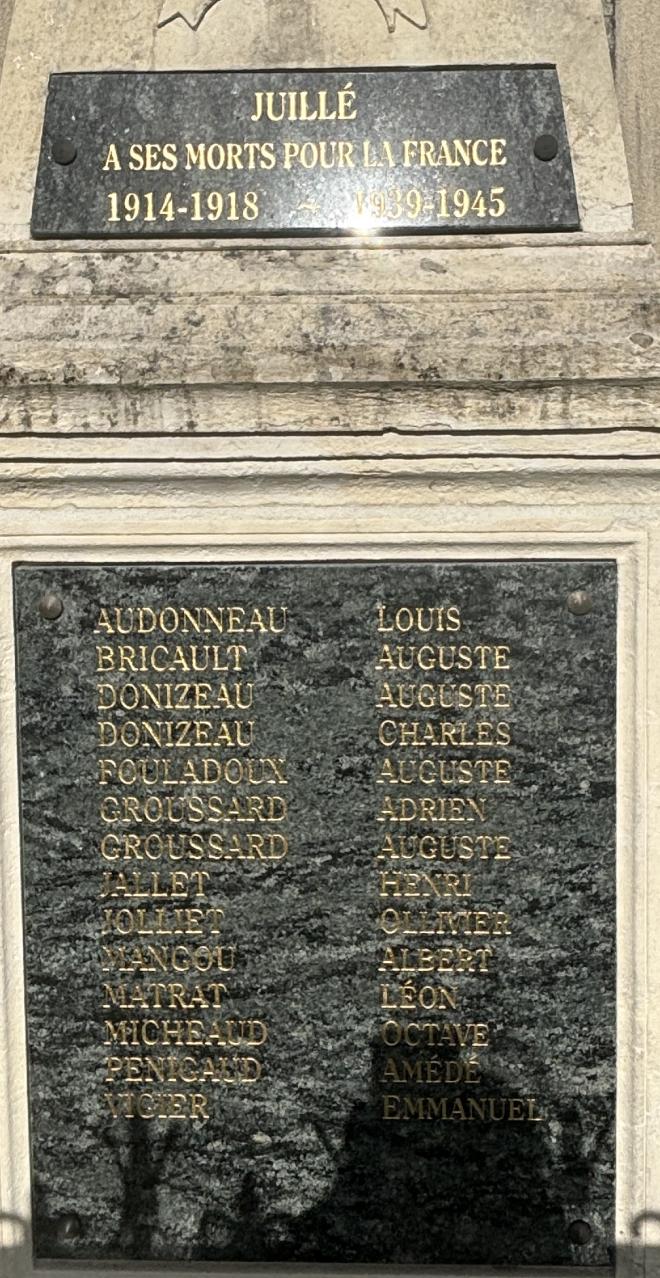 JUILLÉ
A SES MORTS POUR LA FRANCE
1914-1918 ~ 1939-1945
AUDONNEAU LOUIS
BRICAULT AUGUSTE
DONIZEAU AUGUSTE
DONIZEAU CHARLES
FOULADOUX AUGUSTE
GROUSSARD ADRIEN
GROUSSARD AUGUSTE
JALLET HENRI
JOLLIET OLLIVIER
MANGOU ALBERT
MATRAT LÉON
MICHEAUD OCTAVE
PENIGAUD AMÉDÉ
VIGIER EMMANUEL